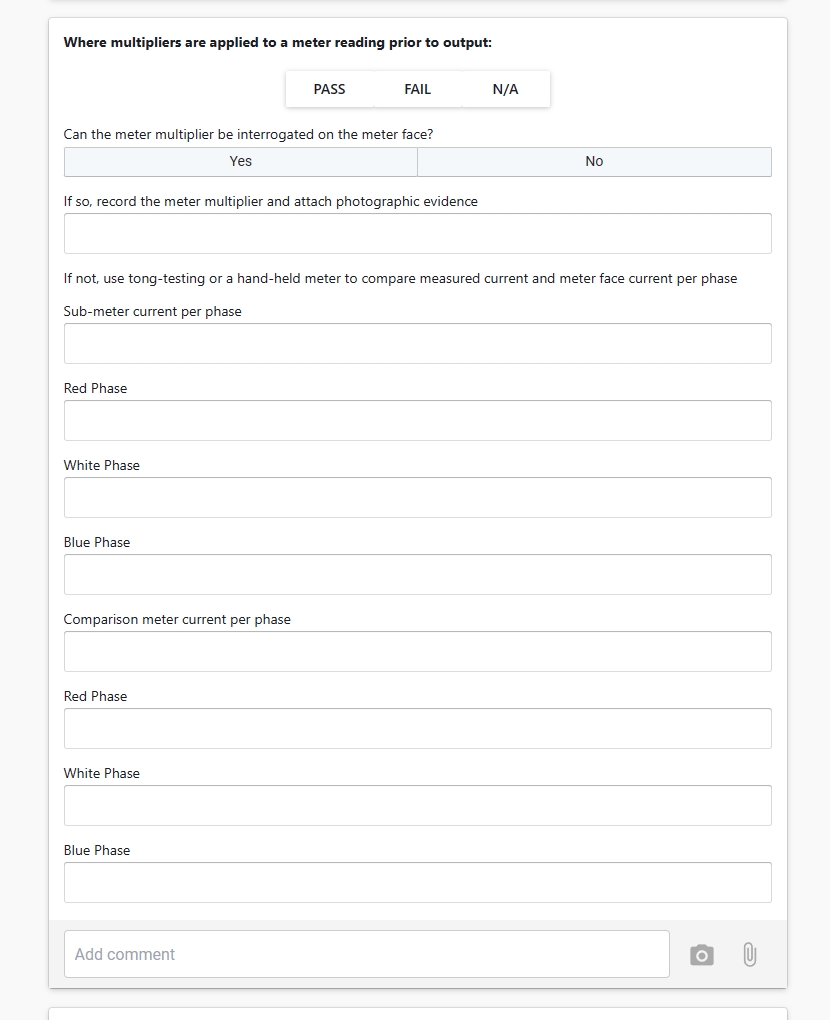 Where multipliers are applied to a meter reading prior to output:
PASS FAIL N/A
Can the meter multiplier be interrogated on the meter face?
Yes No
If so, record the meter multiplier and attach photographic evidence
If not, use tong-testing or a hand-held meter to compare measured current and meter face current per phase
Sub-meter current per phase
Red Phase
White Phase
Blue Phase
Comparison meter current per phase
Red Phase
White Phase
Blue Phase
Add comment